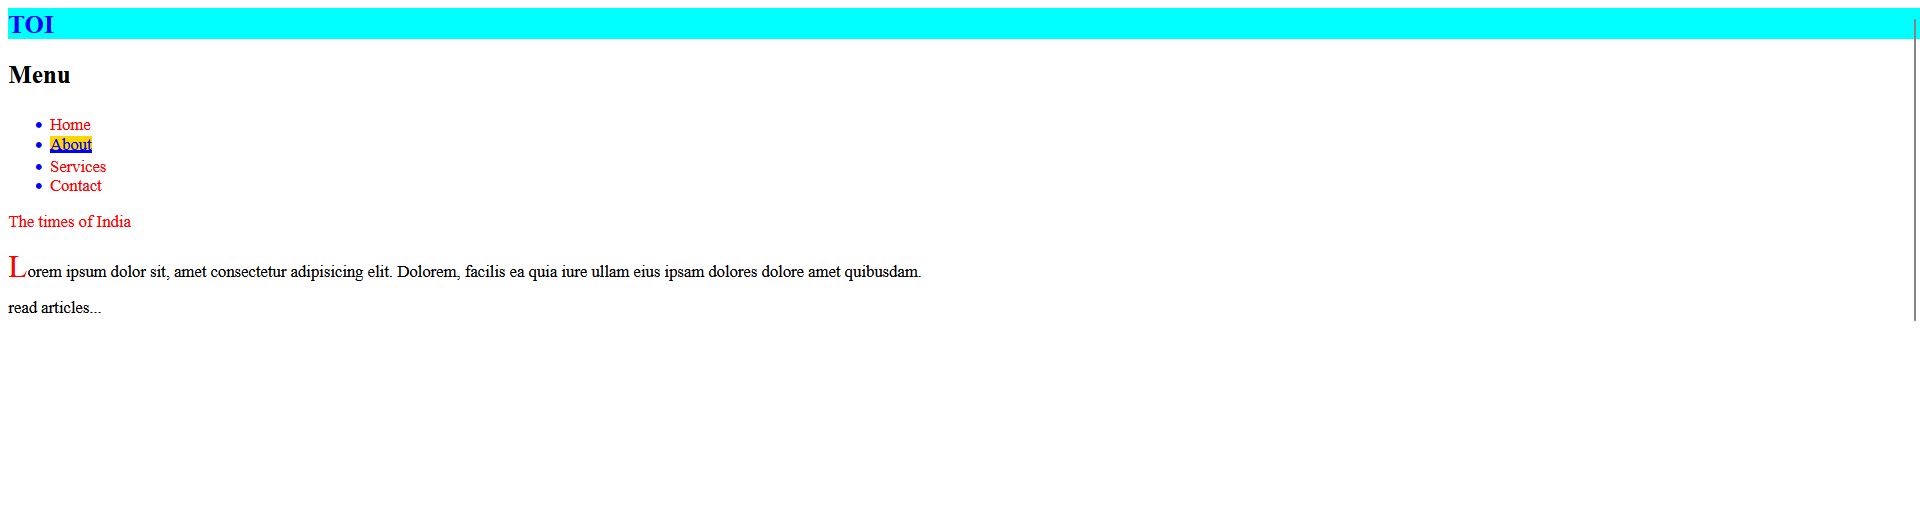 TOI
Menu
Home
About
Services
Contact
The times of India
Lorem ipsum dolor sit, amet consectetur adipisicing elit. Dolorem, facilis ea quia iure ullam eius ipsam dolores dolore amet quibusdam.
read articles...